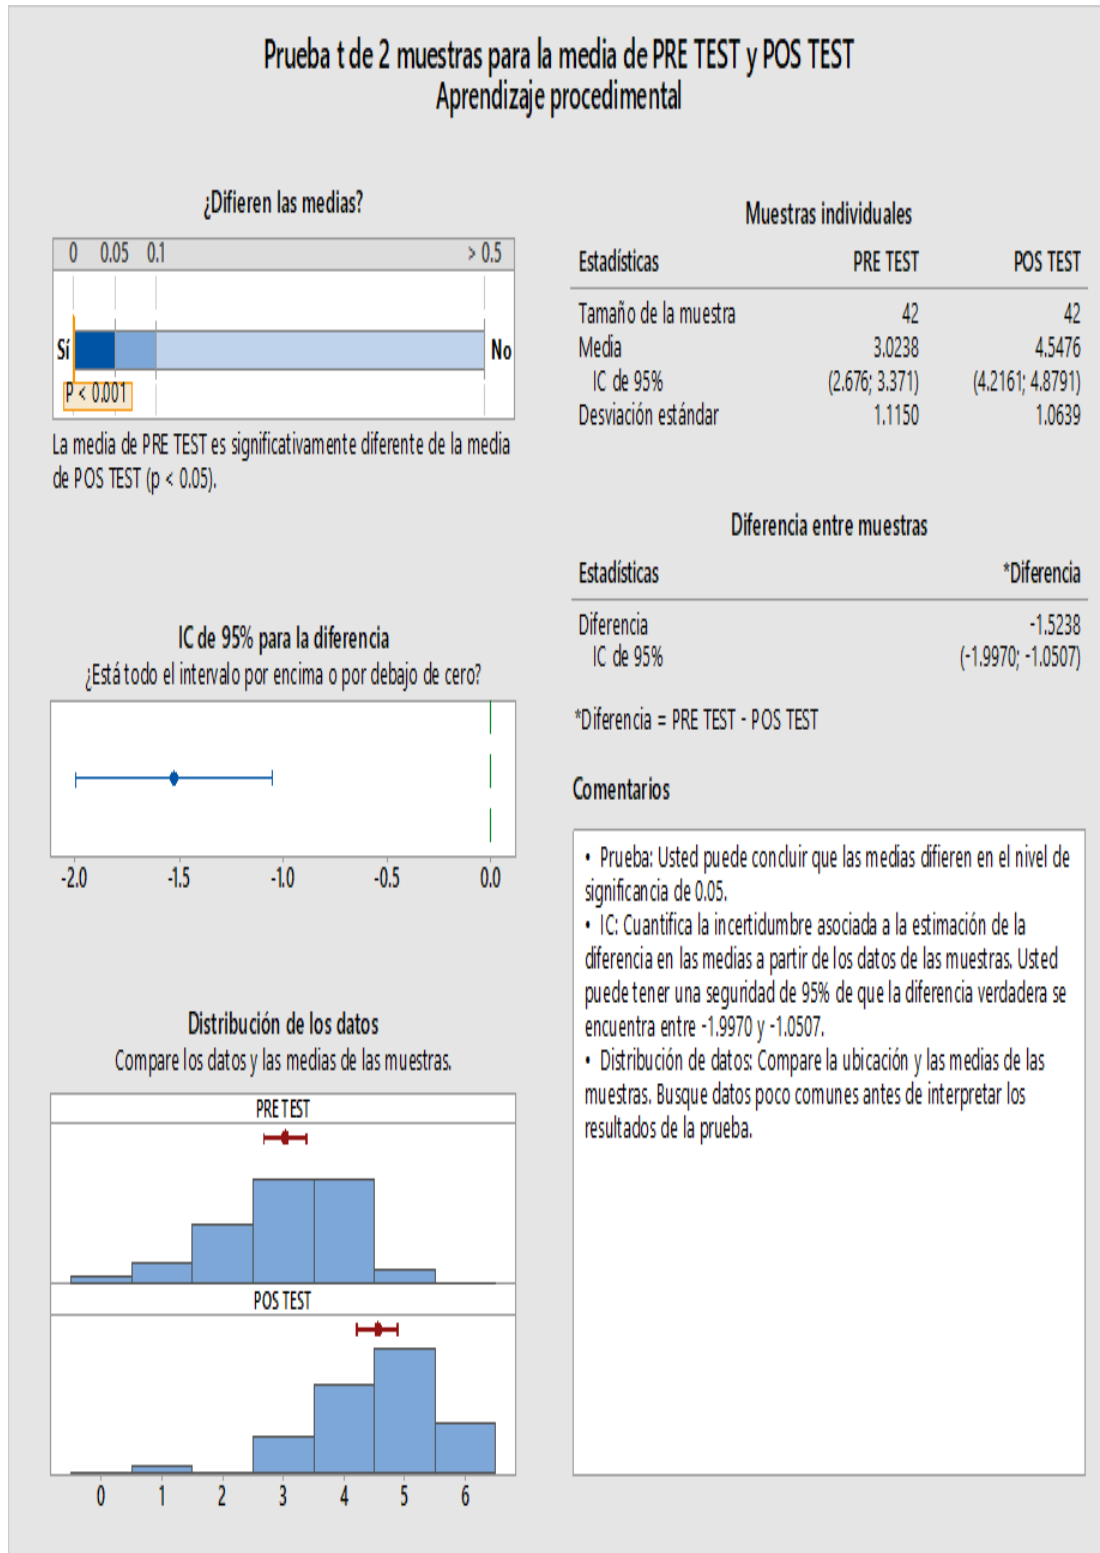 Prueba t de 2 muestras para la media de PRE TEST y POS TEST
Aprendizaje procedimental
¿Difieren las medias?
0 0.05 0.1 > 0.5
Sí No
P < 0.001
La media de PRE TEST es significativamente diferente de la media
de POS TEST (p < 0.05).
IC de 95% para la diferencia
¿Está todo el intervalo por encima o por debajo de cero?
-2.0 -1.5 -1.0 -0.5 0.0
Distribución de los datos
Compare los datos y las medias de las muestras.
PRE TEST
POS TEST
0 1 2 3 4 5 6
Muestras individuales
Estadísticas PRE TEST POS TEST
Tamaño de la muestra 42 42
Media 3.0238 4.5476
IC de 95% (2.676; 3.371) (4.2161; 4.8791)
Desviación estándar 1.1150 1.0639
Diferencia entre muestras
Estadísticas *Diferencia
Diferencia -1.5238
IC de 95% (-1.9970; -1.0507)
*Diferencia = PRE TEST - POS TEST
Comentarios
• Prueba: Usted puede concluir que las medias difieren en el nivel de
significancia de 0.05.
• IC: Cuantifica la incertidumbre asociada a la estimación de la
diferencia en las medias a partir de los datos de las muestras. Usted
puede tener una seguridad de 95% de que la diferencia verdadera se
encuentra entre -1.9970 y -1.0507.
• Distribución de datos: Compare la ubicación y las medias de las
muestras. Busque datos poco comunes antes de interpretar los
resultados de la prueba.